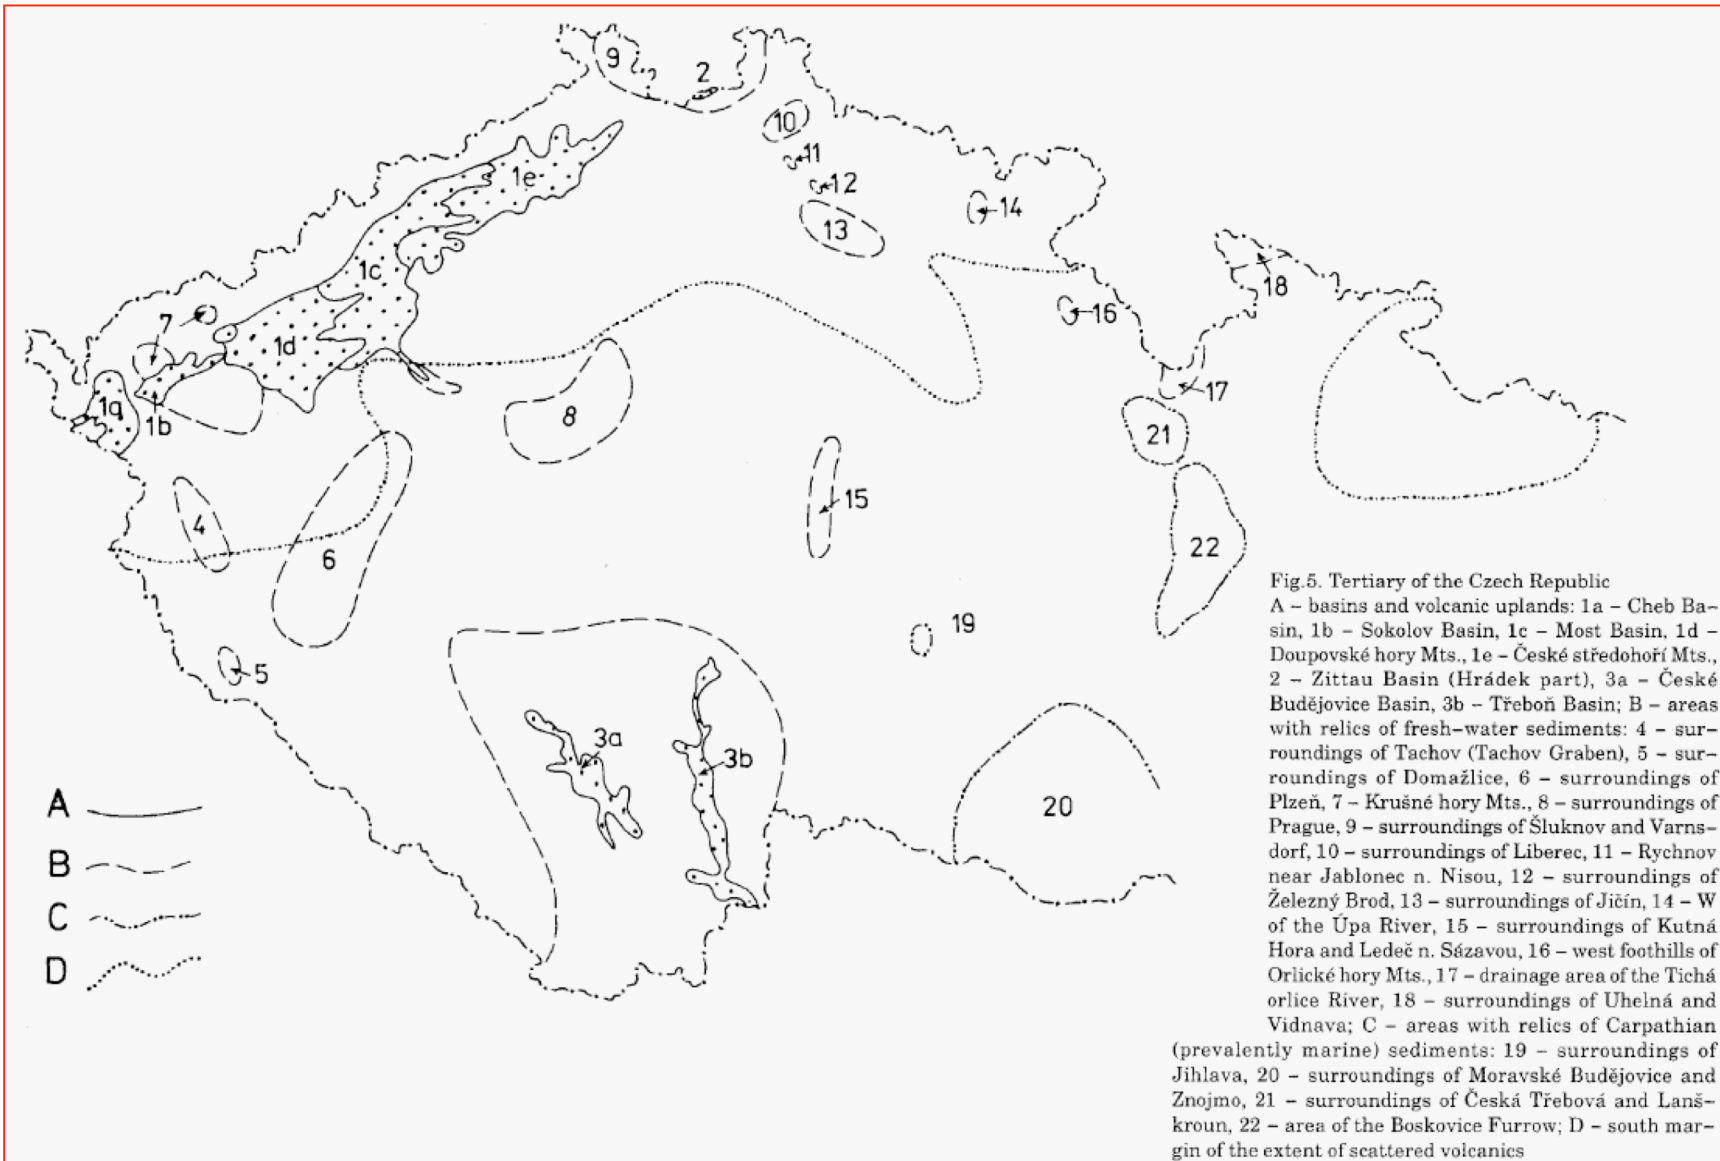 9
2
10
11
1e
12
14
13
18
1c
7
16
1d
17
1a
1b
8
21
15
4
22
6
Fig.5. Tertiary of the Czech Republic
A – basins and volcanic uplands: 1a – Cheb Ba-
sin, 1b – Sokolov Basin, 1c – Most Basin, 1d –
Doupovské hory Mts., 1e – České středohoří Mts.,
2 – Zittau Basin (Hrádek part), 3a – České
Budějovice Basin, 3b – Třeboň Basin; B – areas
with relics of fresh-water sediments: 4 – sur-
roundings of Tachov (Tachov Graben), 5 – sur-
roundings of Domažlice, 6 – surroundings of
Plzeň, 7 – Krušné hory Mts., 8 – surroundings of
Prague, 9 – surroundings of Šluknov and Varns-
dorf, 10 – surroundings of Liberec, 11 – Rychnov
near Jablonec n. Nisou, 12 – surroundings of
Železný Brod, 13 – surroundings of Jičín, 14 – W
of the Úpa River, 15 – surroundings of Kutná
Hora and Ledeč n. Sázavou, 16 – west foothills of
Orlické hory Mts., 17 – drainage area of the Tichá
orlice River, 18 – surroundings of Uhelná and
Vidnava; C – areas with relics of Carpathian
(prevalently marine) sediments: 19 – surroundings of
Jihlava, 20 – surroundings of Moravské Budějovice and
Znojmo, 21 – surroundings of Česká Třebová and Lanš-
kroun, 22 – area of the Boskovice Furrow; D – south mar-
gin of the extent of scattered volcanics
19
5
3a
3b
20
A
B
C
D